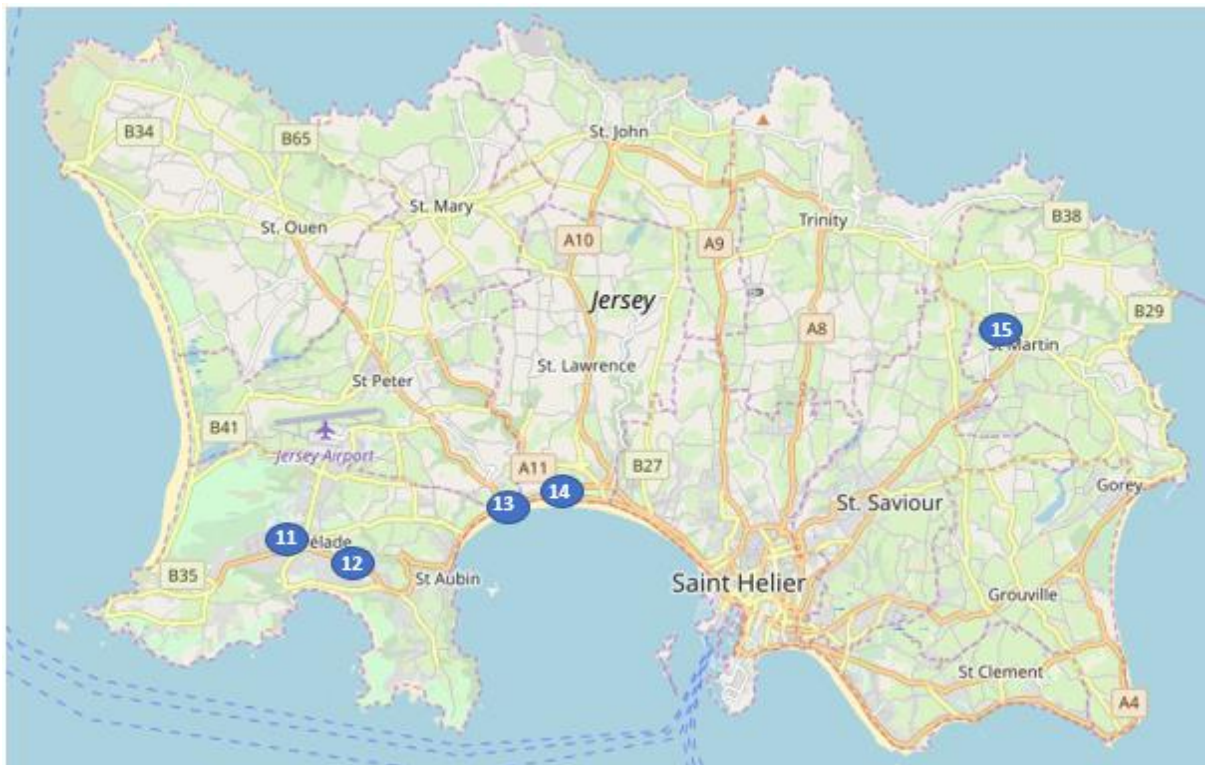 B34
B65
St. John
St. Mary
St. Ouen
Trinity
B38
A10
A9
Jersey
B29
A8
15
St Martin
St. Lawrence
St Peter
B41
Jersey Airport
A11
B27
Gorey
14
13
St. Saviour
11
élade
12
B35
St Aubin
Saint Helier
Grouville
St Clement
A4